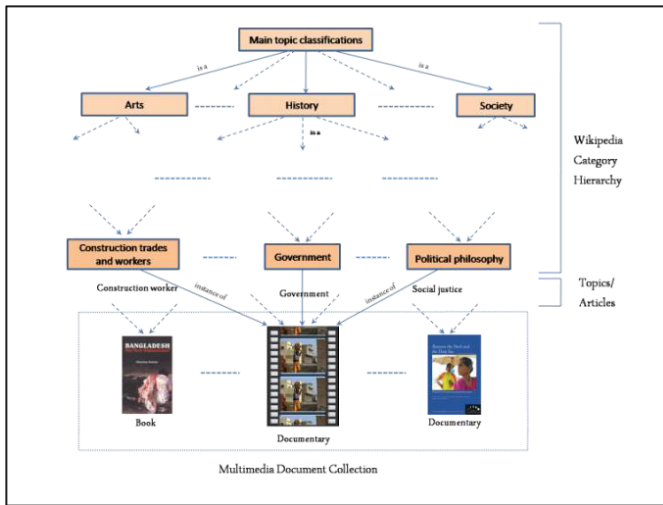 Main topic classifications
is a
is a
Arts
History
Society
is a
Wikipedia
Category
Hierarchy
Construction trades
and workers
Government
Political philosophy
Construction worker
instance of
Government
instance of
Social justice
Topics/
Articles
BANGLADESH
Book
Documentary
Documentary
Multimedia Document Collection